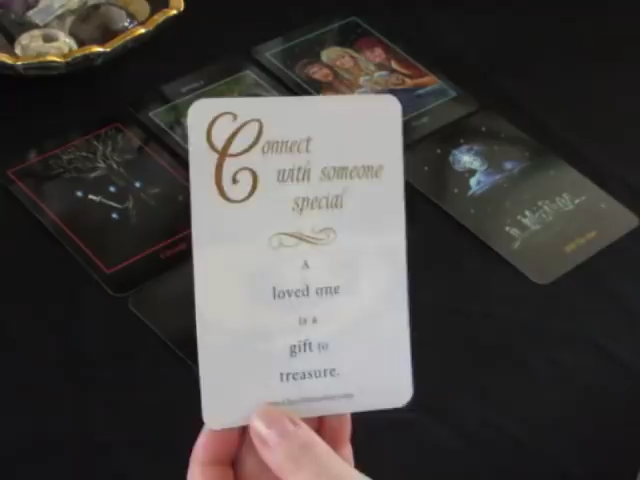 Connect
with someone
special
A
loved one
is a
gift to
treasure.